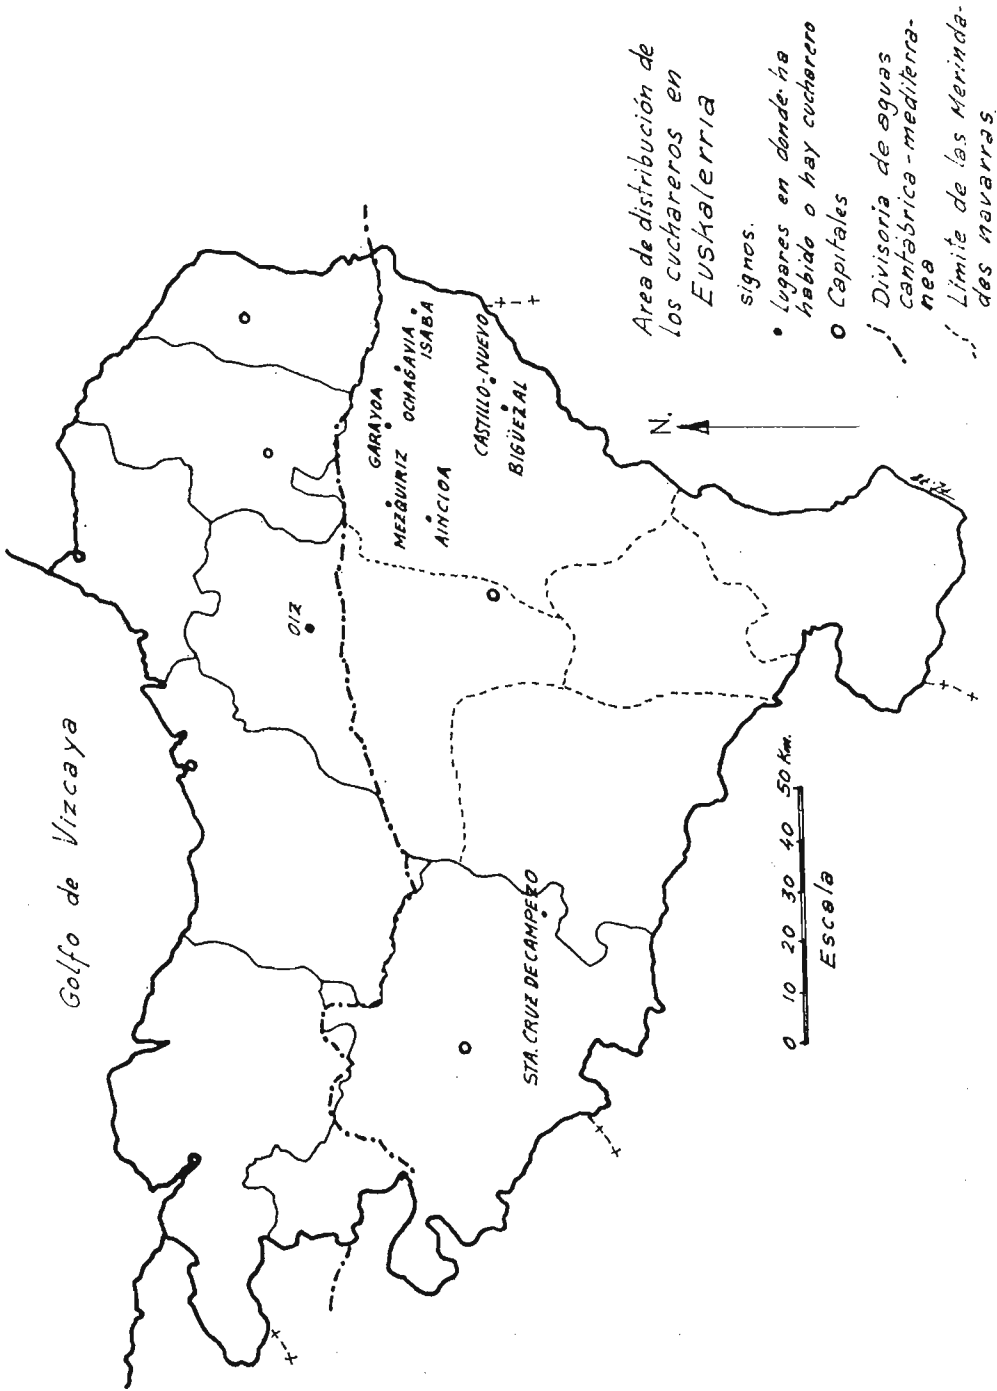 Golfo de Vizcaya
Area de distribución de
los cuchareros en
Euskalerria
signos.
• lugares en donde ha
habido o hay cucharero
o Capitales
Divisoria de aguas
cantábrica-mediterra-
nea
Limite de las Merinda-
des navarras.
N.
OIZ
GARAYOA
MEZQUIRIZ
OCHAGAVIA
ISABA
AINCIOA
CASTILLO-NUEVO
BIGÜEZAL
STA. CRUZ DE CAMPEZO
0 10 20 30 40 50 Km.
Escala